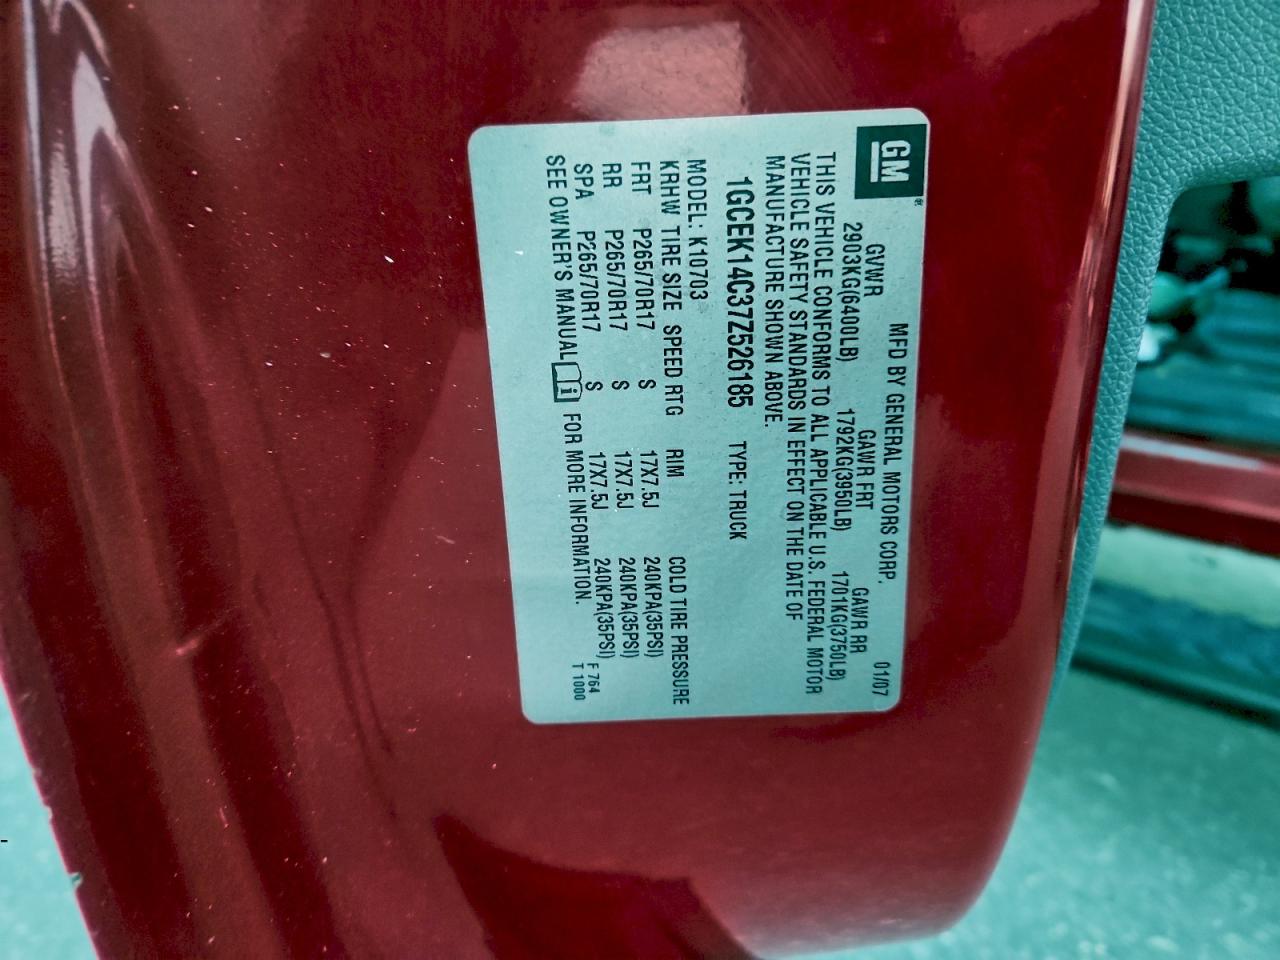 GM
MFD BY GENERAL MOTORS CORP. 01/07
GVWR GAWR FRT GAWR RR
2903KG(6400LB) 1792KG(3950LB) 1701KG(3750LB)
THIS VEHICLE CONFORMS TO ALL APPLICABLE U.S. FEDERAL MOTOR
VEHICLE SAFETY STANDARDS IN EFFECT ON THE DATE OF
MANUFACTURE SHOWN ABOVE.
1GCEK14C37Z526185 TYPE: TRUCK
MODEL: K10703
KRHW TIRE SIZE SPEED RTG RIM COLD TIRE PRESSURE
FRT P265/70R17 S 17X7.5J 240KPA(35PSI)
RR P265/70R17 S 17X7.5J 240KPA(35PSI)
SPA P265/70R17 S 17X7.5J 240KPA(35PSI) F 764
SEE OWNER'S MANUAL i FOR MORE INFORMATION. T 1000